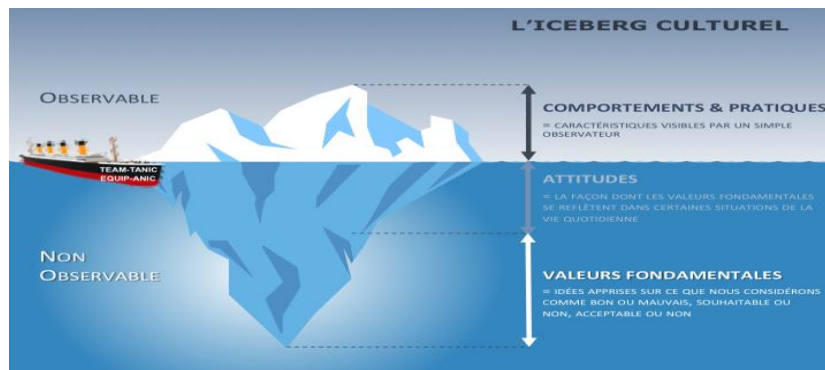 L'ICEBERG CULTUREL
OBSERVABLE
COMPORTEMENTS & PRATIQUES
= CARACTÉRISTIQUES VISIBLES PAR UN SIMPLE
OBSERVATEUR
TEAM-TANIC
EQUIP-ANIC
ATTITUDES
= LA FAÇON DONT LES VALEURS FONDAMENTALES
SE REFLÈTENT DANS CERTAINES SITUATIONS DE LA
VIE QUOTIDIENNE
NON
OBSERVABLE
VALEURS FONDAMENTALES
= IDÉES APPRISES SUR CE QUE NOUS CONSIDÉRONS
COMME BON OU MAUVAIS, SOUHAITABLE OU
NON, ACCEPTABLE OU NON